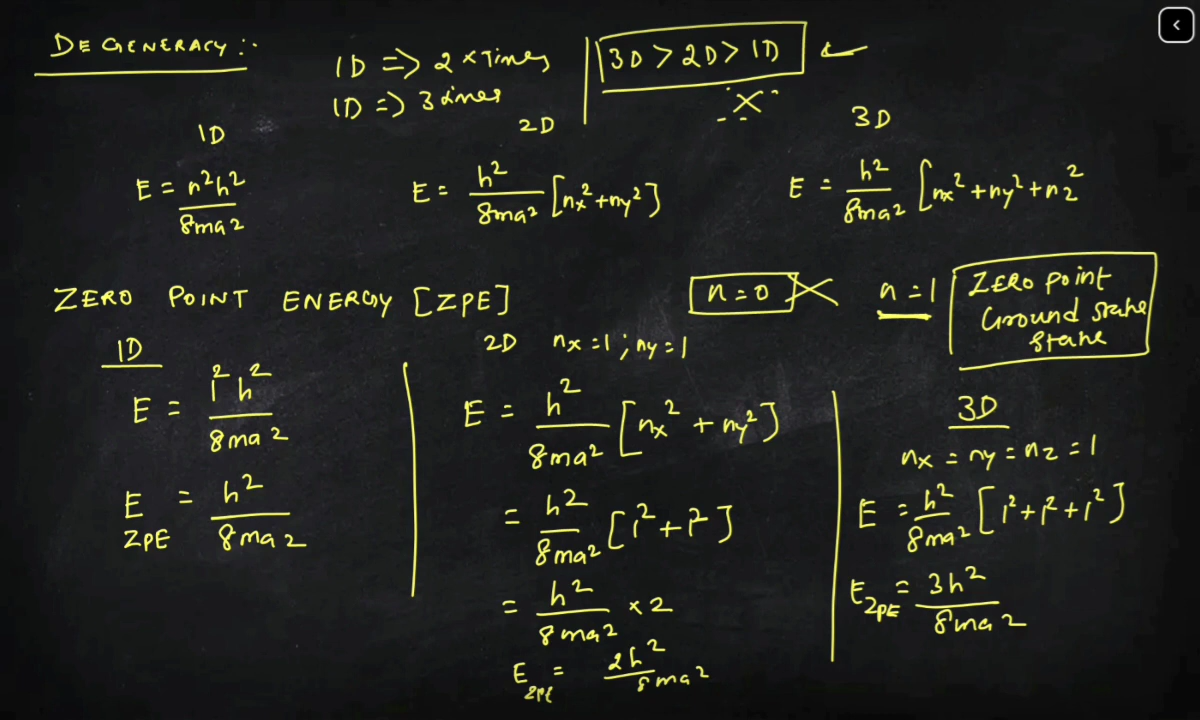 DEGENERACY :-
1D => 2 x Times
1D => 3 times
3D > 2D > 1D
X
1D
E = n²h² / 8ma²
2D
E = h² / 8ma² [nx² + ny²]
3D
E = h² / 8ma² [nx² + ny² + nz²
ZERO POINT ENERGY [ZPE]
n = 0 X
n = 1
Zero point
Ground state
state
1D
E = 1²h² / 8ma²
E ZPE = h² / 8ma²
2D nx = 1 ; ny = 1
E = h² / 8ma² [nx² + ny²]
= h² / 8ma² [1² + 1²]
= h² / 8ma² x 2
E ZPE = 2h² / 8ma²
3D
nx = ny = nz = 1
E = h² / 8ma² [1² + 1² + 1²]
E ZPE = 3h² / 8ma²